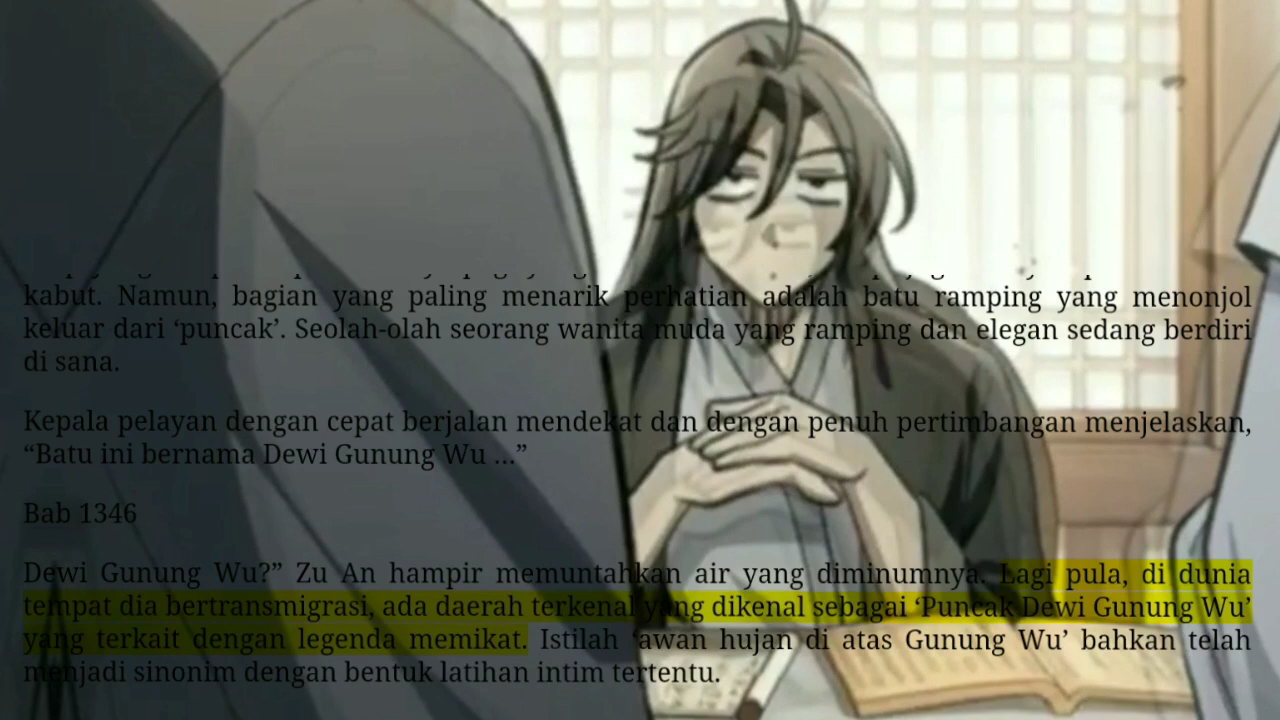 kabut. Namun, bagian yang paling menarik perhatian adalah batu ramping yang menonjol
keluar dari ‘puncak’. Seolah-olah seorang wanita muda yang ramping dan elegan sedang berdiri
di sana.
Kepala pelayan dengan cepat berjalan mendekat dan dengan penuh pertimbangan menjelaskan,
“Batu ini bernama Dewi Gunung Wu ...”
Bab 1346
Dewi Gunung Wu?” Zu An hampir memuntahkan air yang diminumnya. Lagi pula, di dunia
tempat dia bertransmigrasi, ada daerah terkenal yang dikenal sebagai ‘Puncak Dewi Gunung Wu’
yang terkait dengan legenda memikat. Istilah ‘awan hujan di atas Gunung Wu’ bahkan telah
menjadi sinonim dengan bentuk latihan intim tertentu.